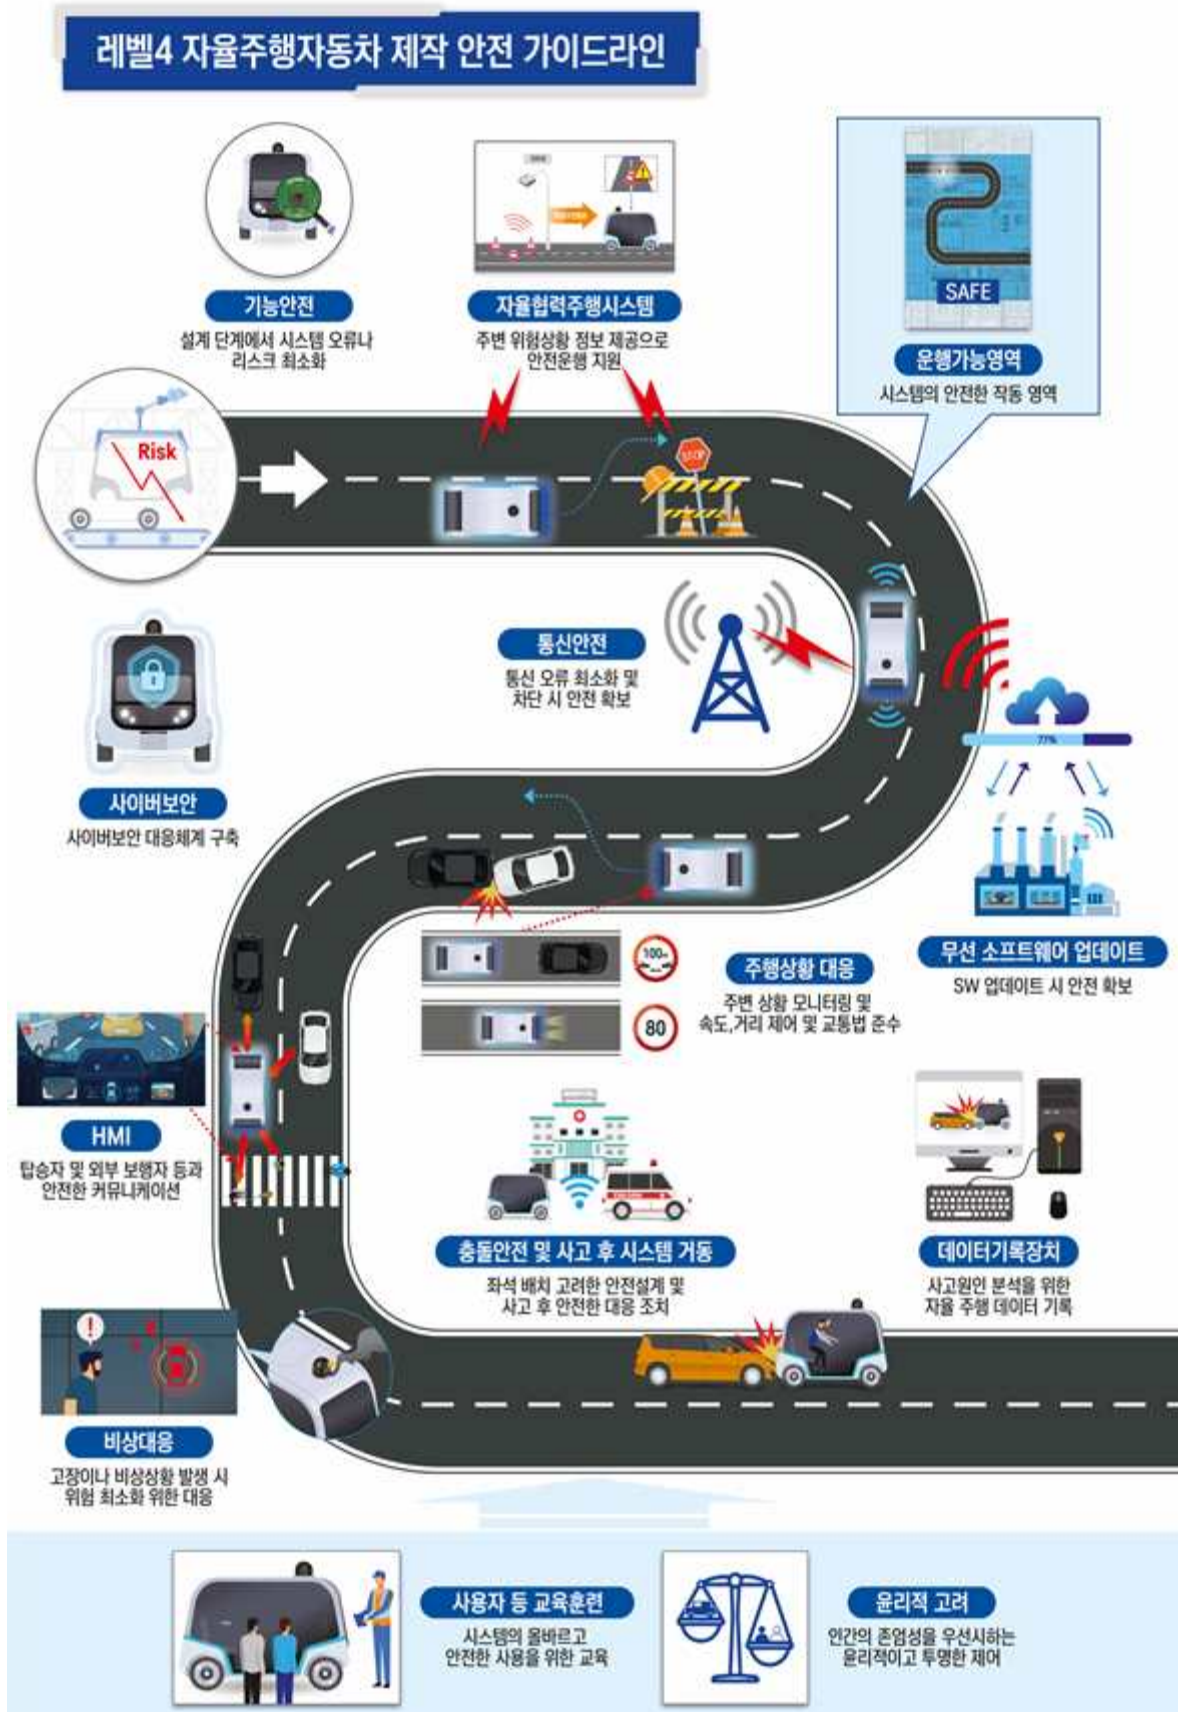 레벨4 자율주행자동차 제작 안전 가이드라인
기능안전
설계 단계에서 시스템 오류나
리스크 최소화
자율협력주행시스템
주변 위험상황 정보 제공으로
안전운행 지원
SAFE
운행가능영역
시스템의 안전한 작동 영역
Risk
STOP
통신안전
통신 오류 최소화 및
차단 시 안전 확보
사이버보안
사이버보안 대응체계 구축
77%
무선 소프트웨어 업데이트
SW 업데이트 시 안전 확보
100m
80
주행상황 대응
주변 상황 모니터링 및
속도,거리 제어 및 교통법 준수
HMI
탑승자 및 외부 보행자 등과
안전한 커뮤니케이션
충돌안전 및 사고 후 시스템 거동
좌석 배치 고려한 안전설계 및
사고 후 안전한 대응 조치
데이터기록장치
사고원인 분석을 위한
자율 주행 데이터 기록
!
비상대응
고장이나 비상상황 발생 시
위험 최소화 위한 대응
사용자 등 교육훈련
시스템의 올바르고
안전한 사용을 위한 교육
윤리적 고려
인간의 존엄성을 우선시하는
윤리적이고 투명한 제어